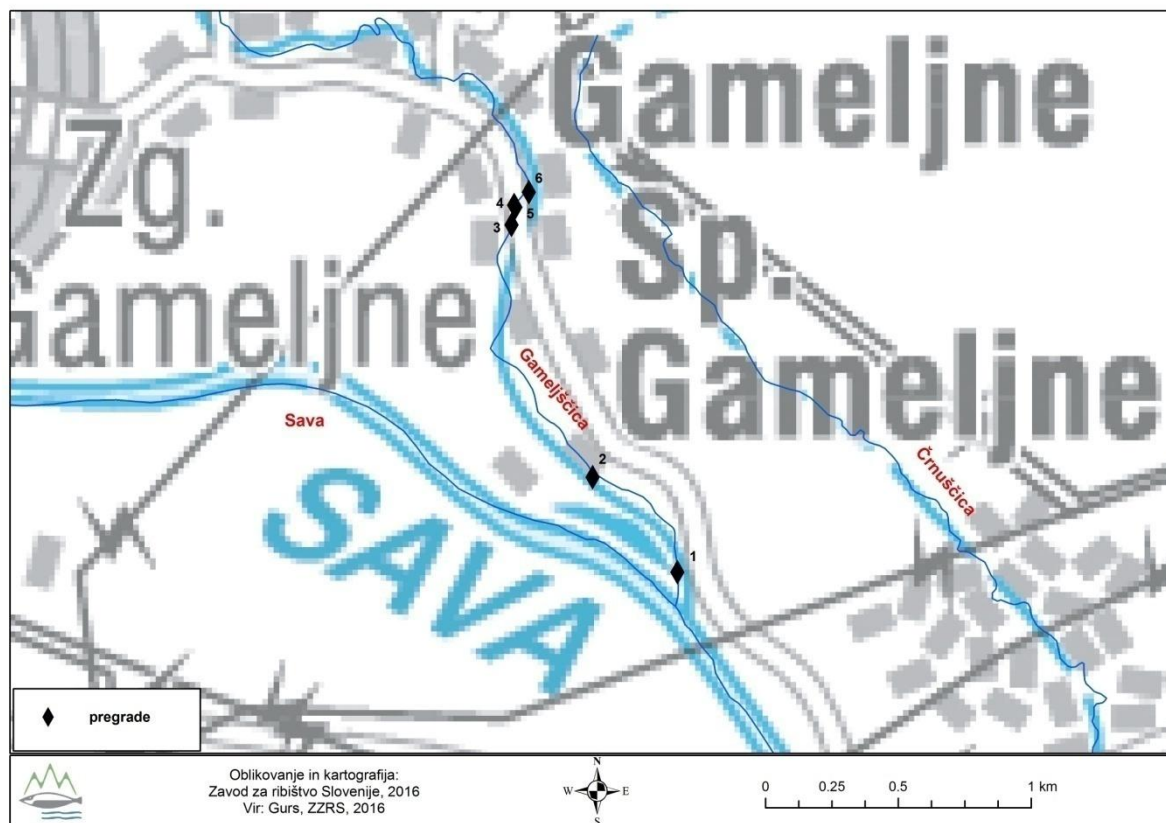 Gameljne
Zg.
Gameljne
Sp.
Gameljne
6
4
5
3
Gameljščica
Sava
SAVA
2
Črnuščica
1
pregrade
Oblikovanje in kartografija:
Zavod za ribištvo Slovenije, 2016
Vir: Gurs, ZZRS, 2016
N
W E
S
0 0.25 0.5 1 km